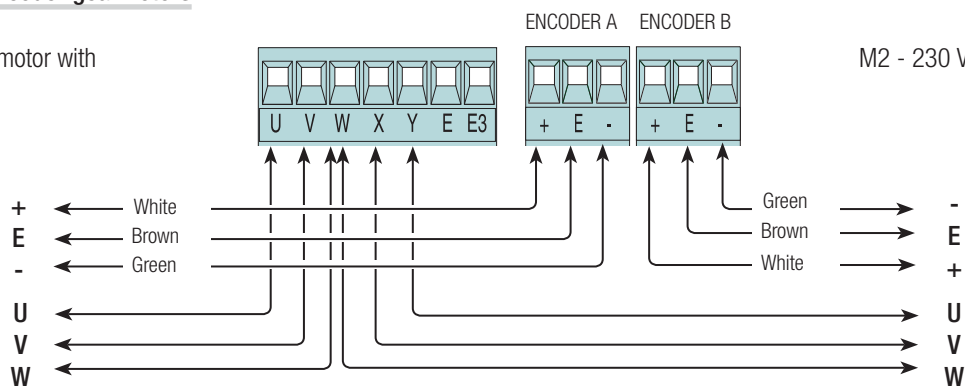 ENCODER A ENCODER B
motor with
M2 - 230 V
U V W X Y E E3
+ E -
+ E -
+ White
E Brown
- Green
Green -
Brown E
White +
U
V
W
U
V
W